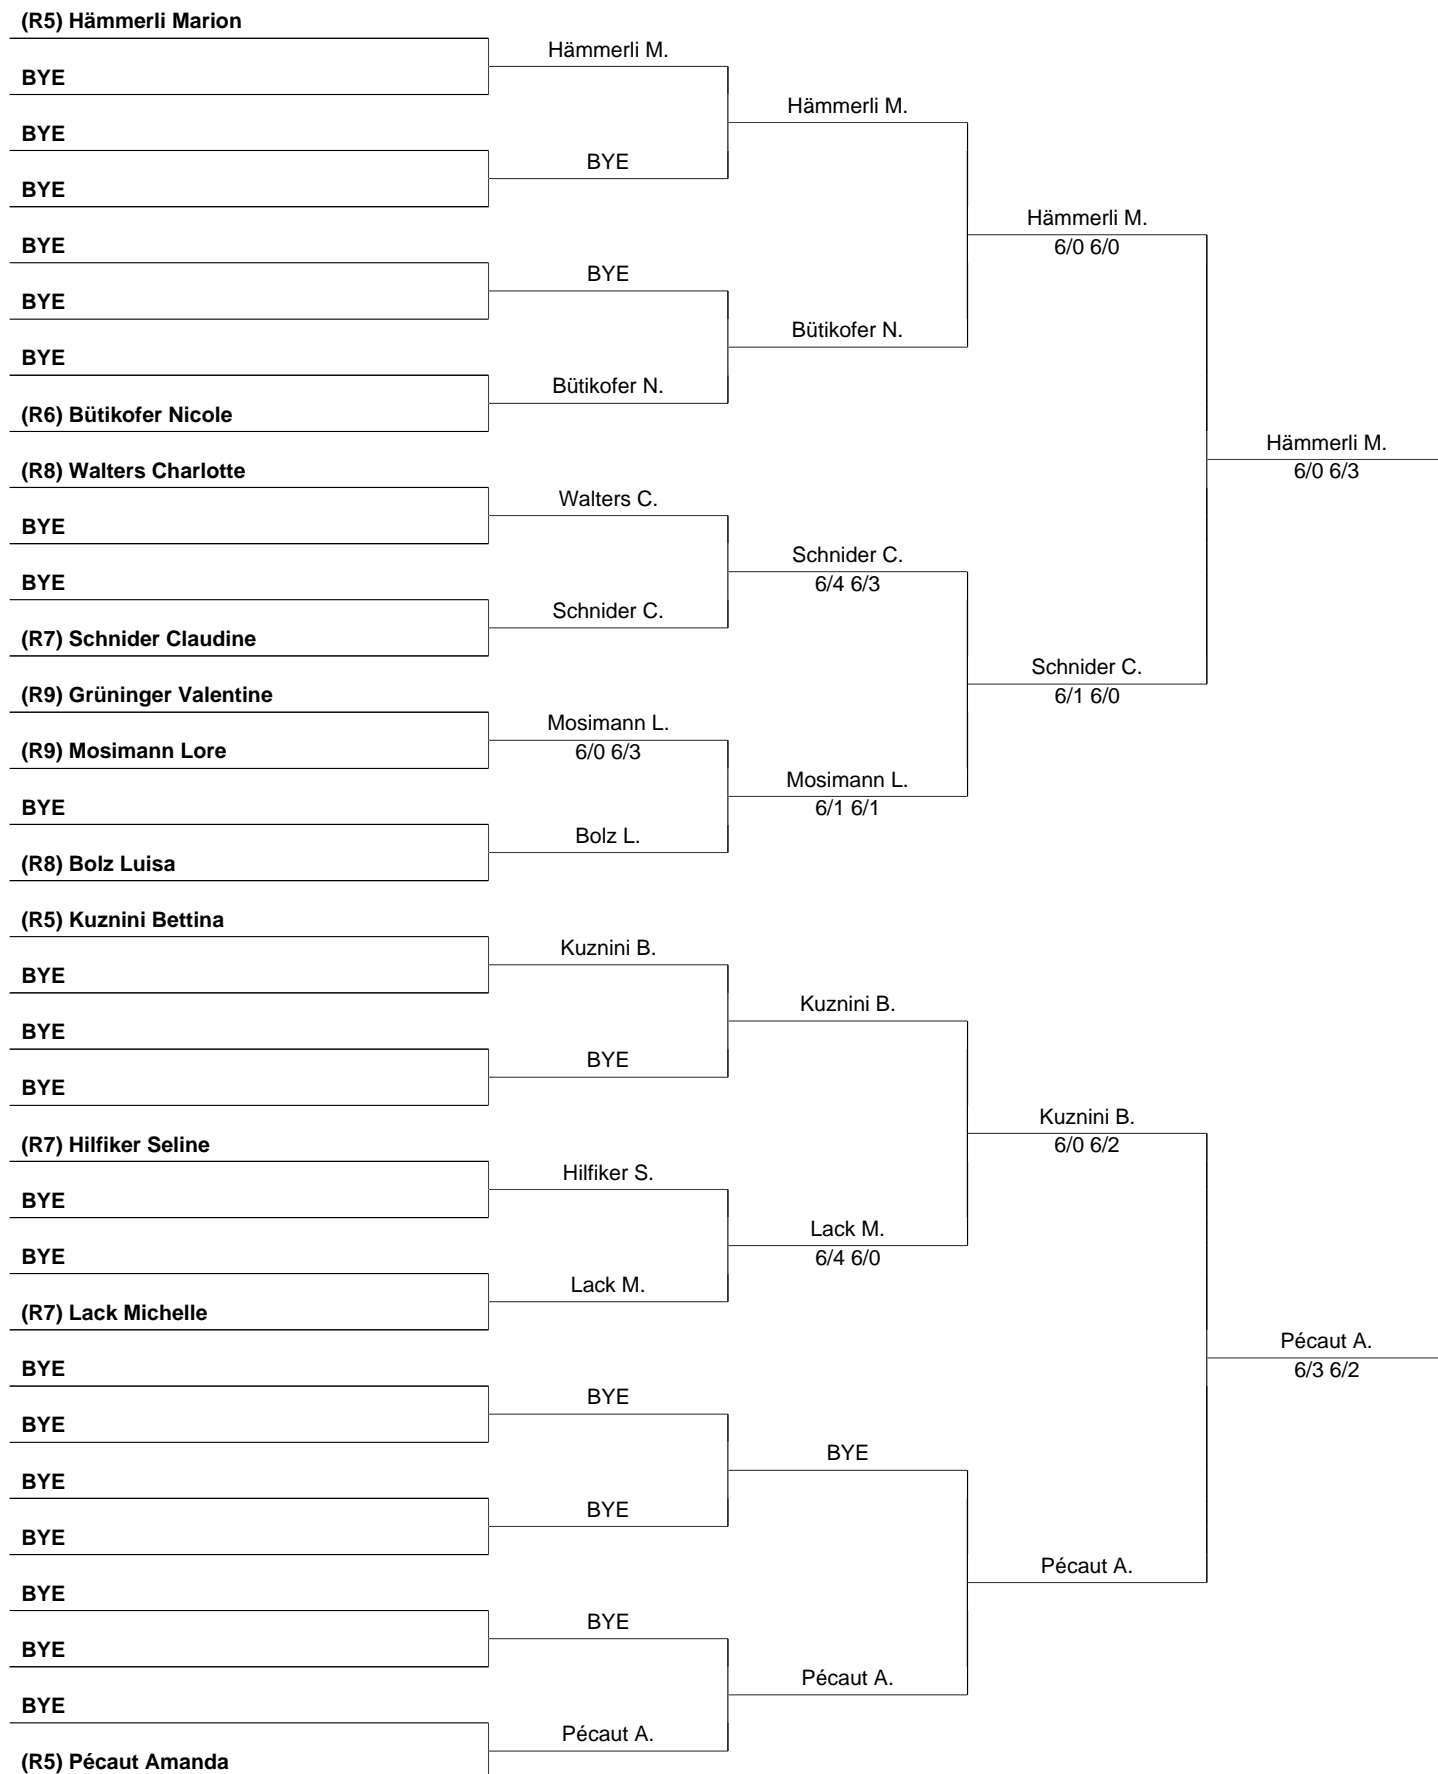 (R5) Hämmerli Marion
BYE
BYE
BYE
BYE
BYE
BYE
(R6) Bütikofer Nicole
(R8) Walters Charlotte
BYE
BYE
(R7) Schnider Claudine
(R9) Grüninger Valentine
(R9) Mosimann Lore
BYE
(R8) Bolz Luisa
(R5) Kuznini Bettina
BYE
BYE
BYE
(R7) Hilfiker Seline
BYE
BYE
(R7) Lack Michelle
BYE
BYE
BYE
BYE
BYE
BYE
BYE
(R5) Pécaut Amanda
Hämmerli M.
BYE
BYE
Bütikofer N.
Walters C.
Schnider C.
Mosimann L.
6/0 6/3
Bolz L.
Kuznini B.
BYE
Hilfiker S.
Lack M.
BYE
BYE
BYE
Pécaut A.
Hämmerli M.
Bütikofer N.
Schnider C.
6/4 6/3
Mosimann L.
6/1 6/1
Kuznini B.
Lack M.
6/4 6/0
BYE
Pécaut A.
Hämmerli M.
6/0 6/0
Schnider C.
6/1 6/0
Kuznini B.
6/0 6/2
Pécaut A.
Hämmerli M.
6/0 6/3
Pécaut A.
6/3 6/2